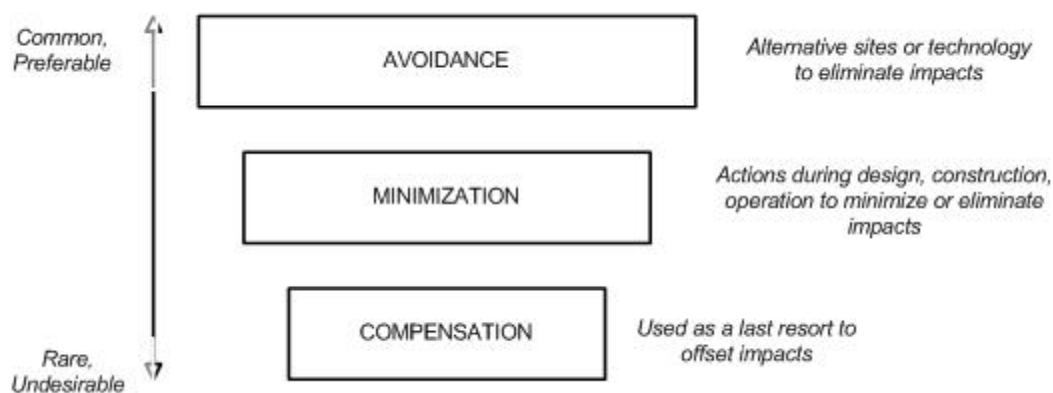 Common,
Preferable
AVOIDANCE
Alternative sites or technology
to eliminate impacts
MINIMIZATION
Actions during design, construction,
operation to minimize or eliminate
impacts
COMPENSATION
Used as a last resort to
offset impacts
Rare,
Undesirable